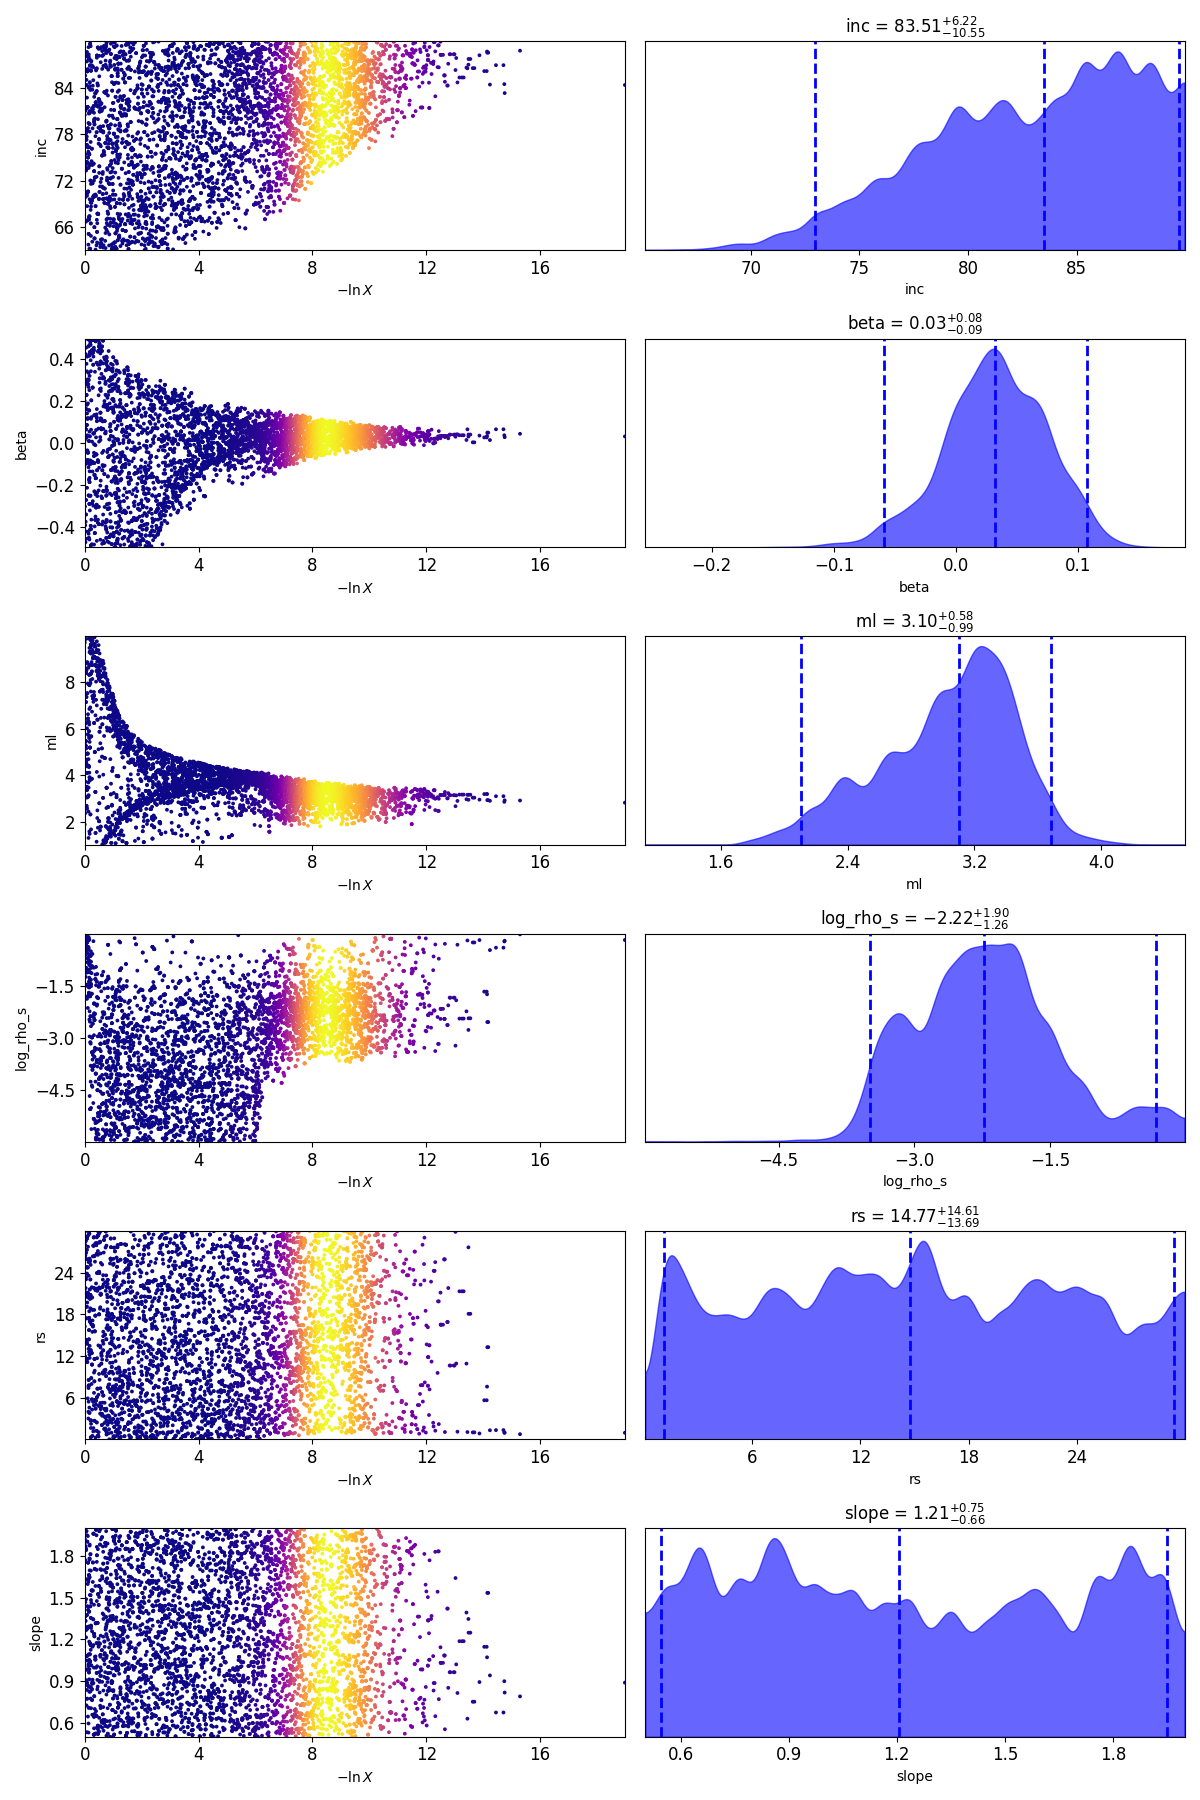 inc = 83.51^{+6.22}_{-10.55}
84
78
72
66
inc
0 4 8 12 16
−ln X
70 75 80 85
inc
beta = 0.03^{+0.08}_{-0.09}
0.4
0.2
0.0
−0.2
−0.4
beta
0 4 8 12 16
−ln X
−0.2 −0.1 0.0 0.1
beta
ml = 3.10^{+0.58}_{-0.99}
8
6
4
2
ml
0 4 8 12 16
−ln X
1.6 2.4 3.2 4.0
ml
log_rho_s = −2.22^{+1.90}_{-1.26}
−1.5
−3.0
−4.5
log_rho_s
0 4 8 12 16
−ln X
−4.5 −3.0 −1.5
log_rho_s
rs = 14.77^{+14.61}_{-13.69}
24
18
12
6
rs
0 4 8 12 16
−ln X
6 12 18 24
rs
slope = 1.21^{+0.75}_{-0.66}
1.8
1.5
1.2
0.9
0.6
slope
0 4 8 12 16
−ln X
0.6 0.9 1.2 1.5 1.8
slope